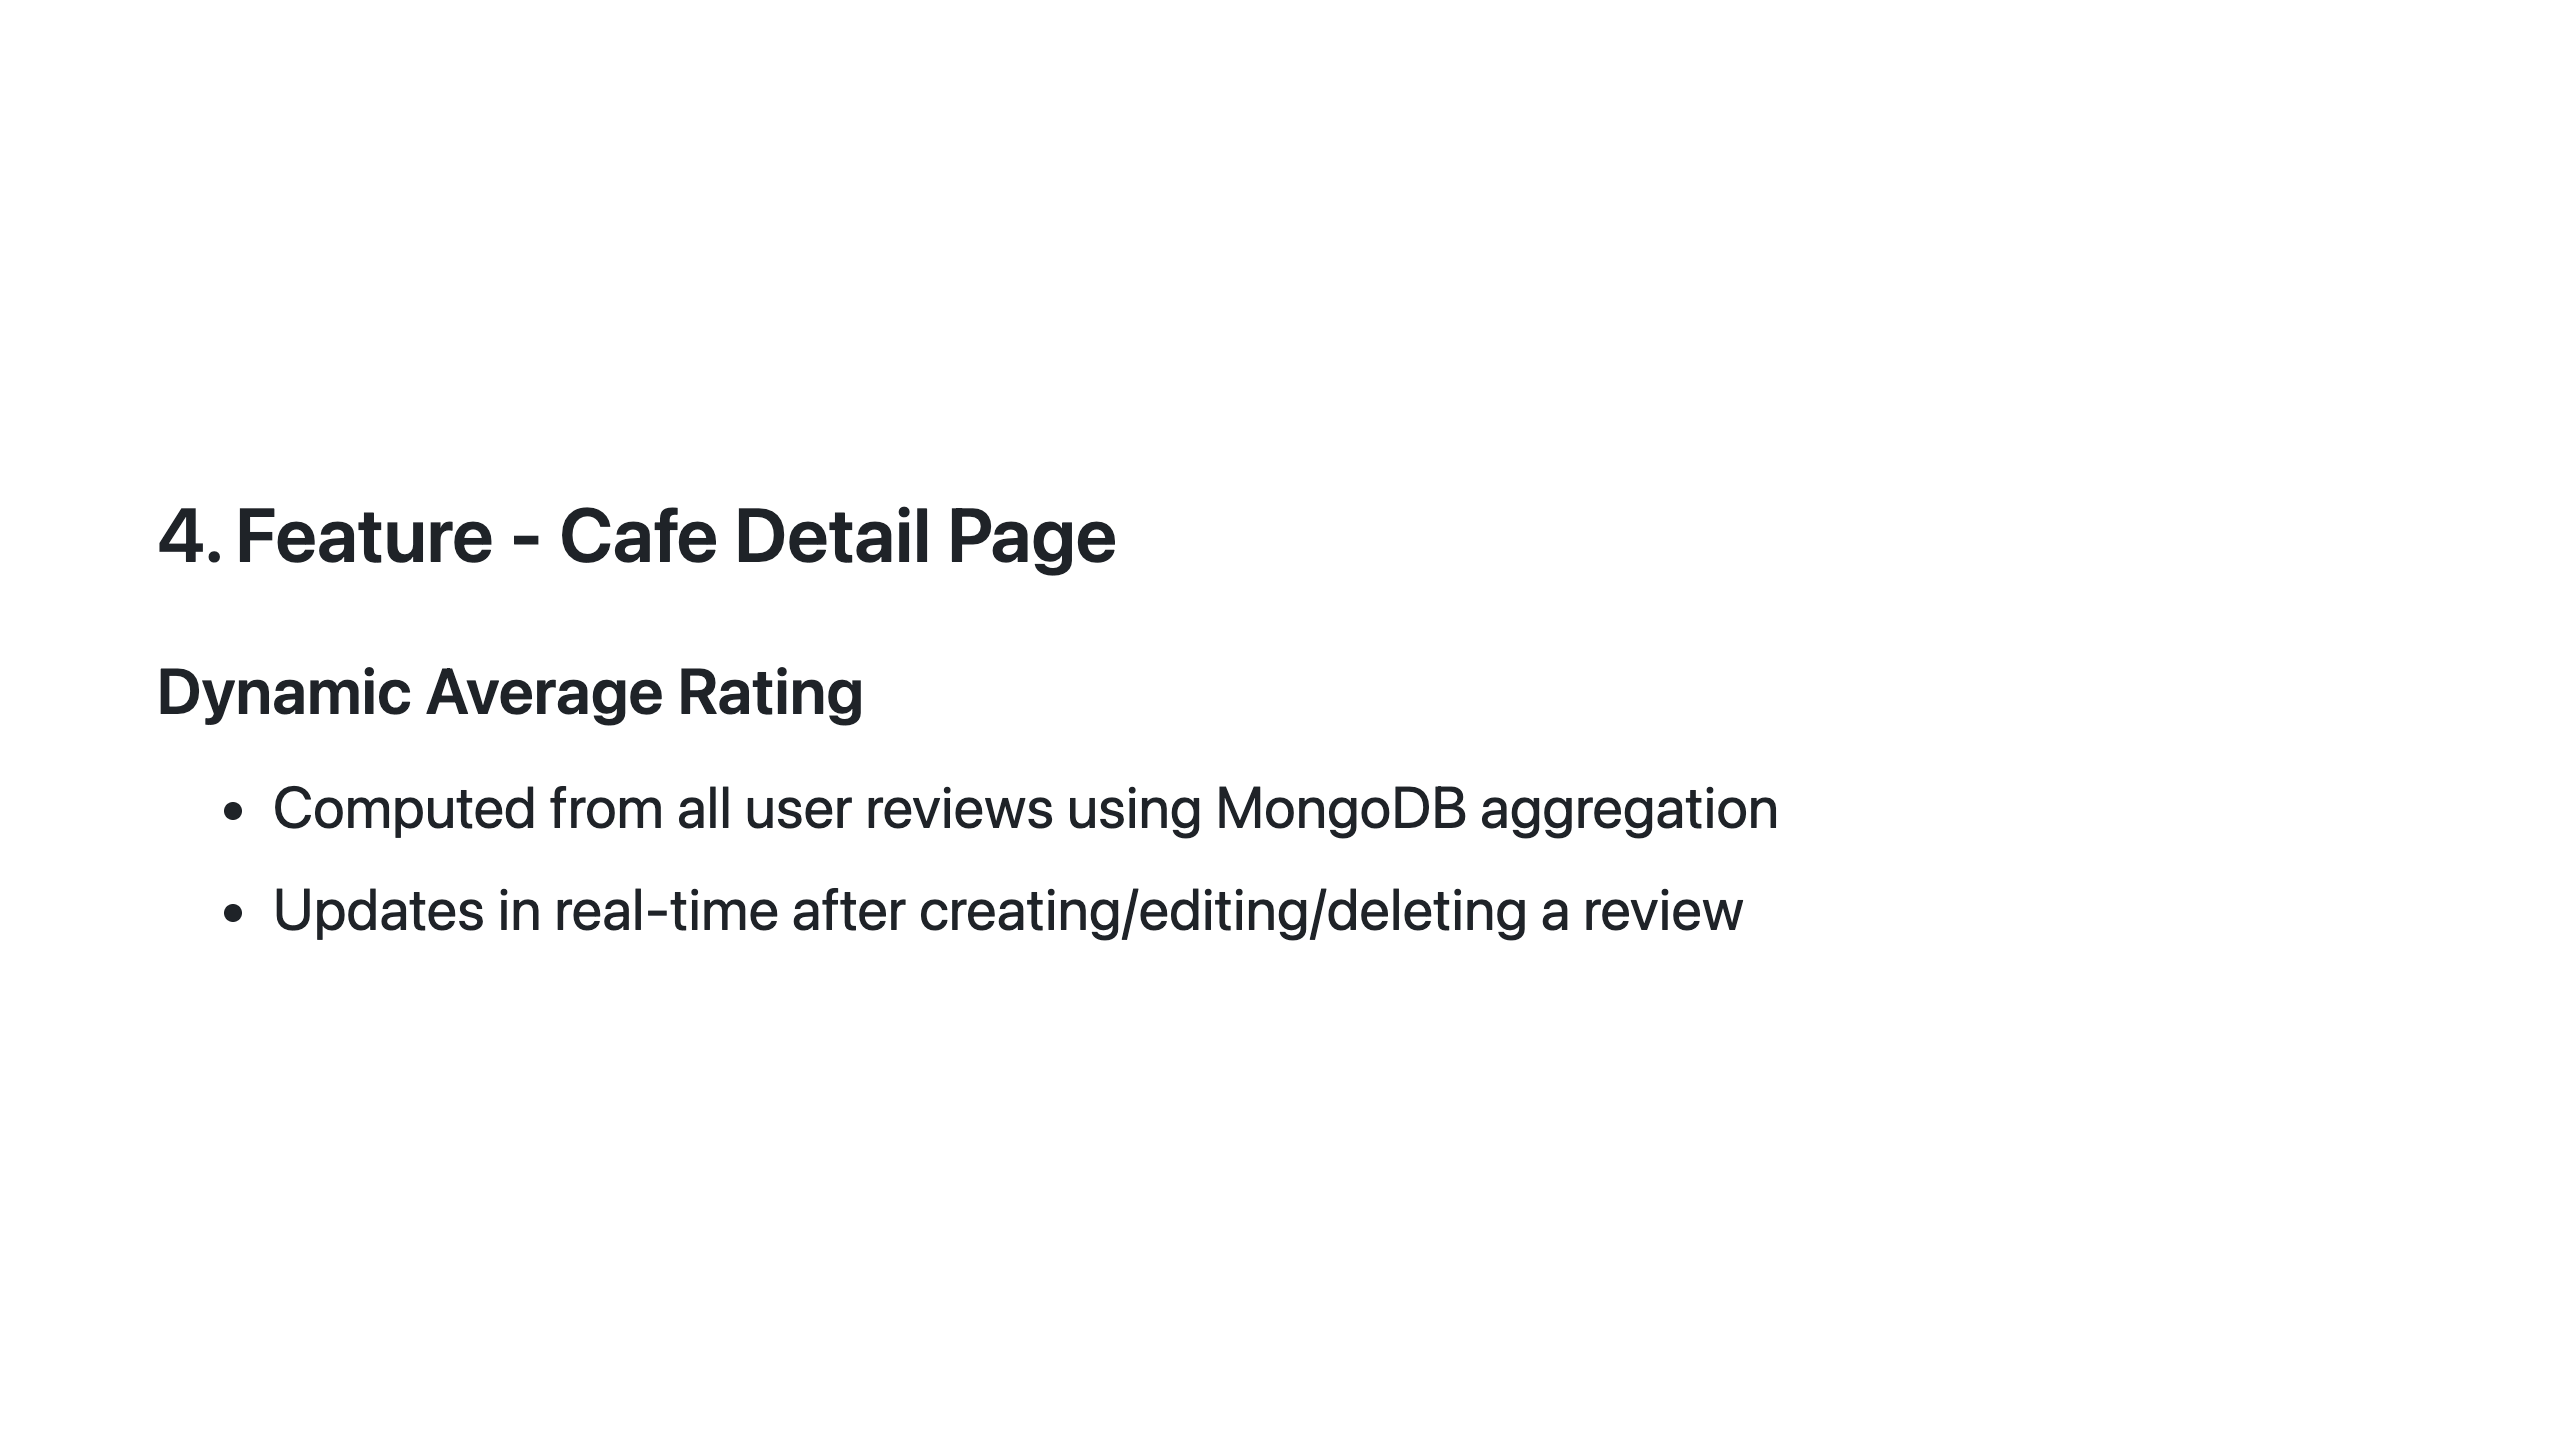 4. Feature - Cafe Detail Page
Dynamic Average Rating
• Computed from all user reviews using MongoDB aggregation
• Updates in real-time after creating/editing/deleting a review